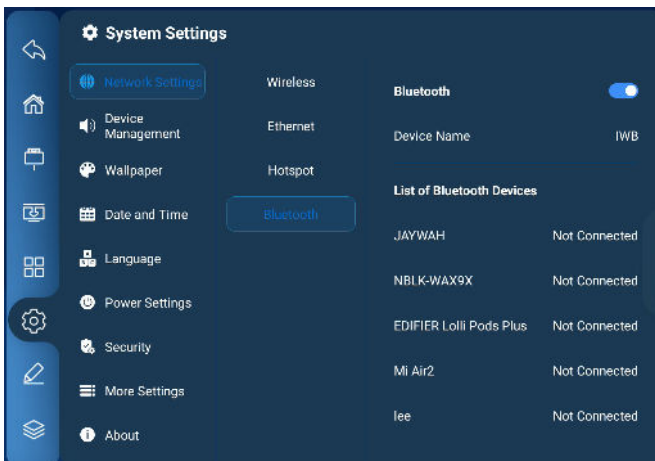 System Settings
Network Settings
Device
Management
Wallpaper
Date and Time
Language
Power Settings
Security
More Settings
About
Wireless
Ethernet
Hotspot
Bluetooth
Bluetooth
Device Name IWB
List of Bluetooth Devices
JAYWAH Not Connected
NBLK-WAX9X Not Connected
EDIFIER Lolli Pods Plus Not Connected
Mi Air2 Not Connected
lee Not Connected